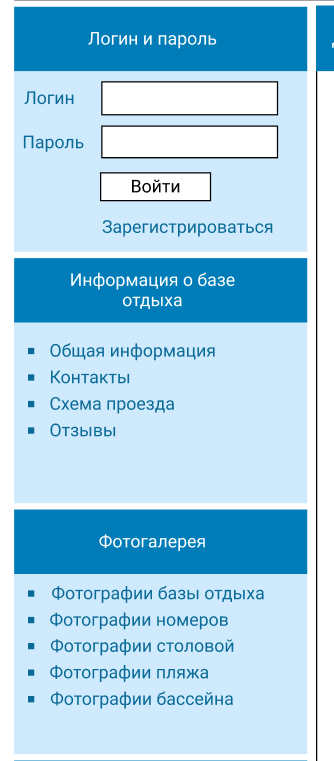 Логин и пароль
Логин
Пароль
Войти
Зарегистрироваться
Информация о базе
отдыха
Общая информация
Контакты
Схема проезда
Отзывы
Фотогалерея
Фотографии базы отдыха
Фотографии номеров
Фотографии столовой
Фотографии пляжа
Фотографии бассейна